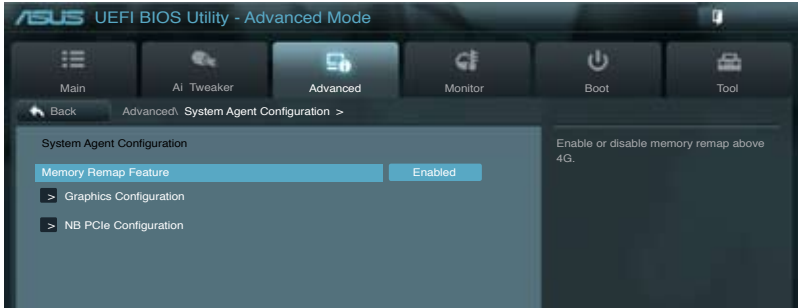 ASUS UEFI BIOS Utility - Advanced Mode
Main Ai Tweaker Advanced Monitor Boot Tool
Back Advanced\ System Agent Configuration >
System Agent Configuration
Memory Remap Feature Enabled
> Graphics Configuration
> NB PCIe Configuration
Enable or disable memory remap above
4G.